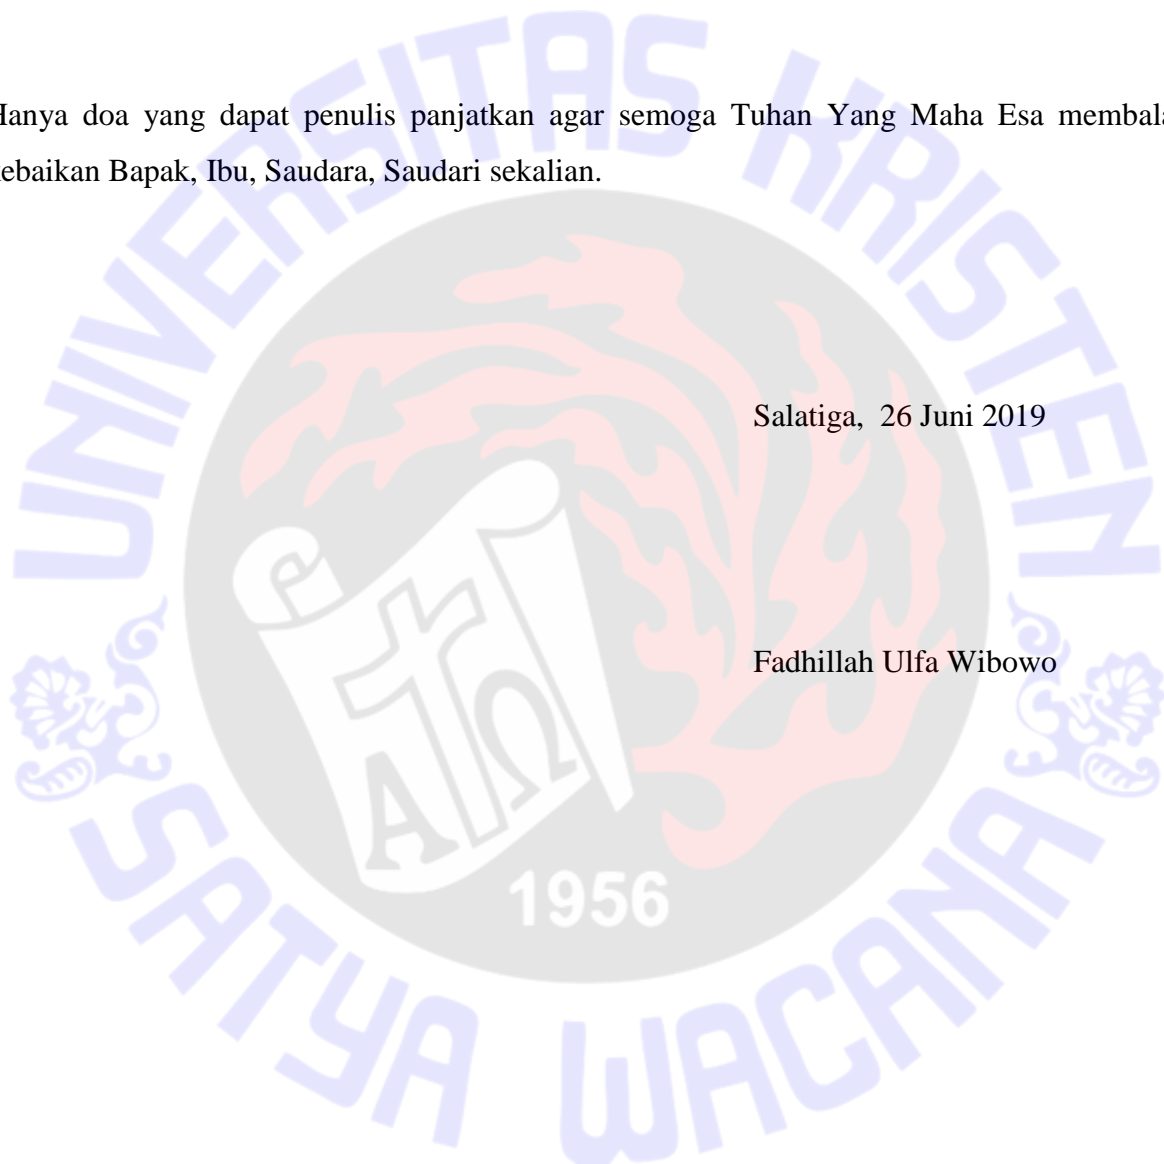 Hanya doa yang dapat penulis panjatkan agar semoga Tuhan Yang Maha Esa membala
kebaikan Bapak, Ibu, Saudara, Saudari sekalian.
Salatiga, 26 Juni 2019
Fadhillah Ulfa Wibowo
UNIVERSITAS KRISTEN
SATYA WACANA
Α Ω
1956